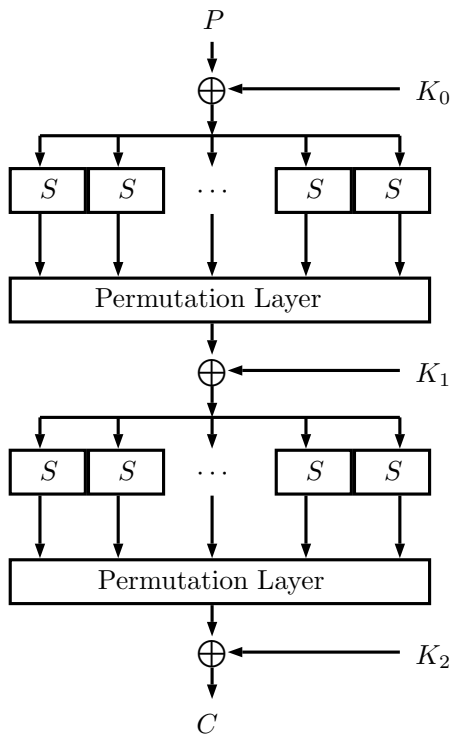 P
K₀
S S ⋯ S S
Permutation Layer
K₁
S S ⋯ S S
Permutation Layer
K₂
C